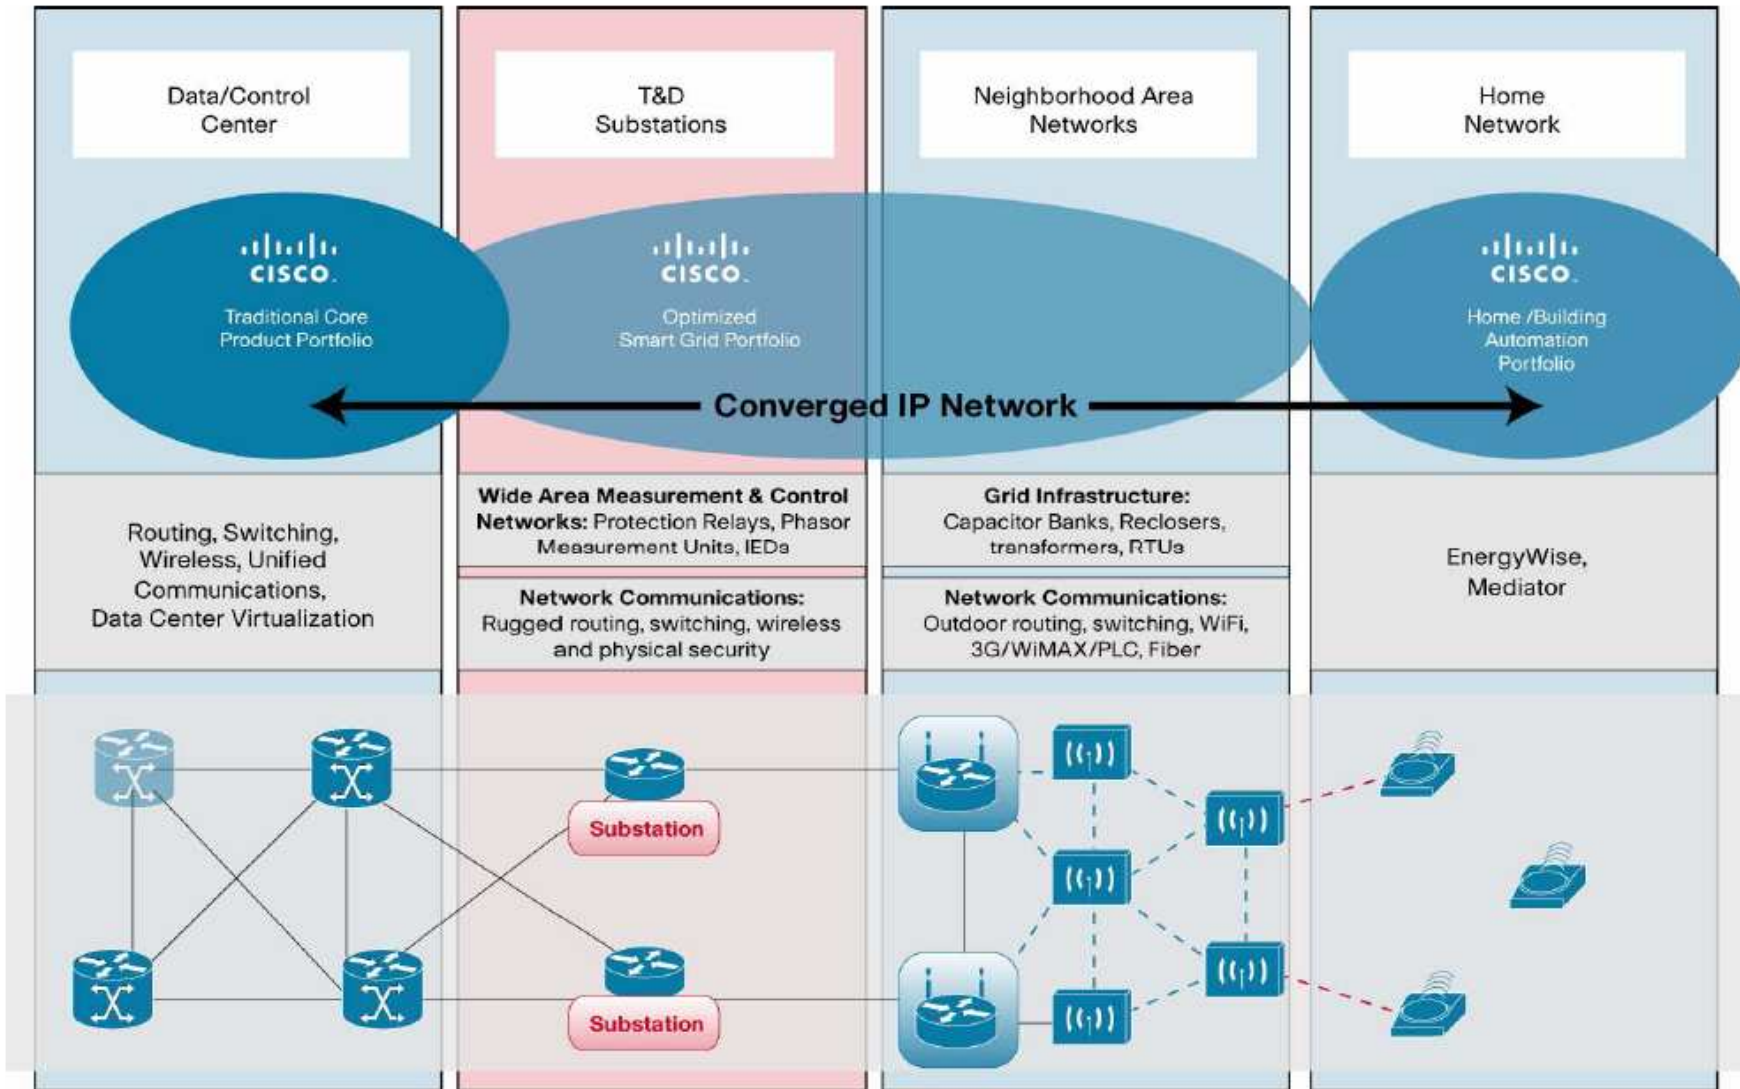 Data/Control
Center
T&D
Substations
Neighborhood Area
Networks
Home
Network
CISCO
Traditional Core
Product Portfolio
CISCO
Optimized
Smart Grid Portfolio
CISCO
Home /Building
Automation
Portfolio
Converged IP Network
Routing, Switching,
Wireless, Unified
Communications,
Data Center Virtualization
Wide Area Measurement & Control
Networks: Protection Relays, Phasor
Measurement Units, IEDs
Network Communications:
Rugged routing, switching, wireless
and physical security
Grid Infrastructure:
Capacitor Banks, Reclosers,
transformers, RTUs
Network Communications:
Outdoor routing, switching, WiFi,
3G/WiMAX/PLC, Fiber
EnergyWise,
Mediator
Substation
Substation